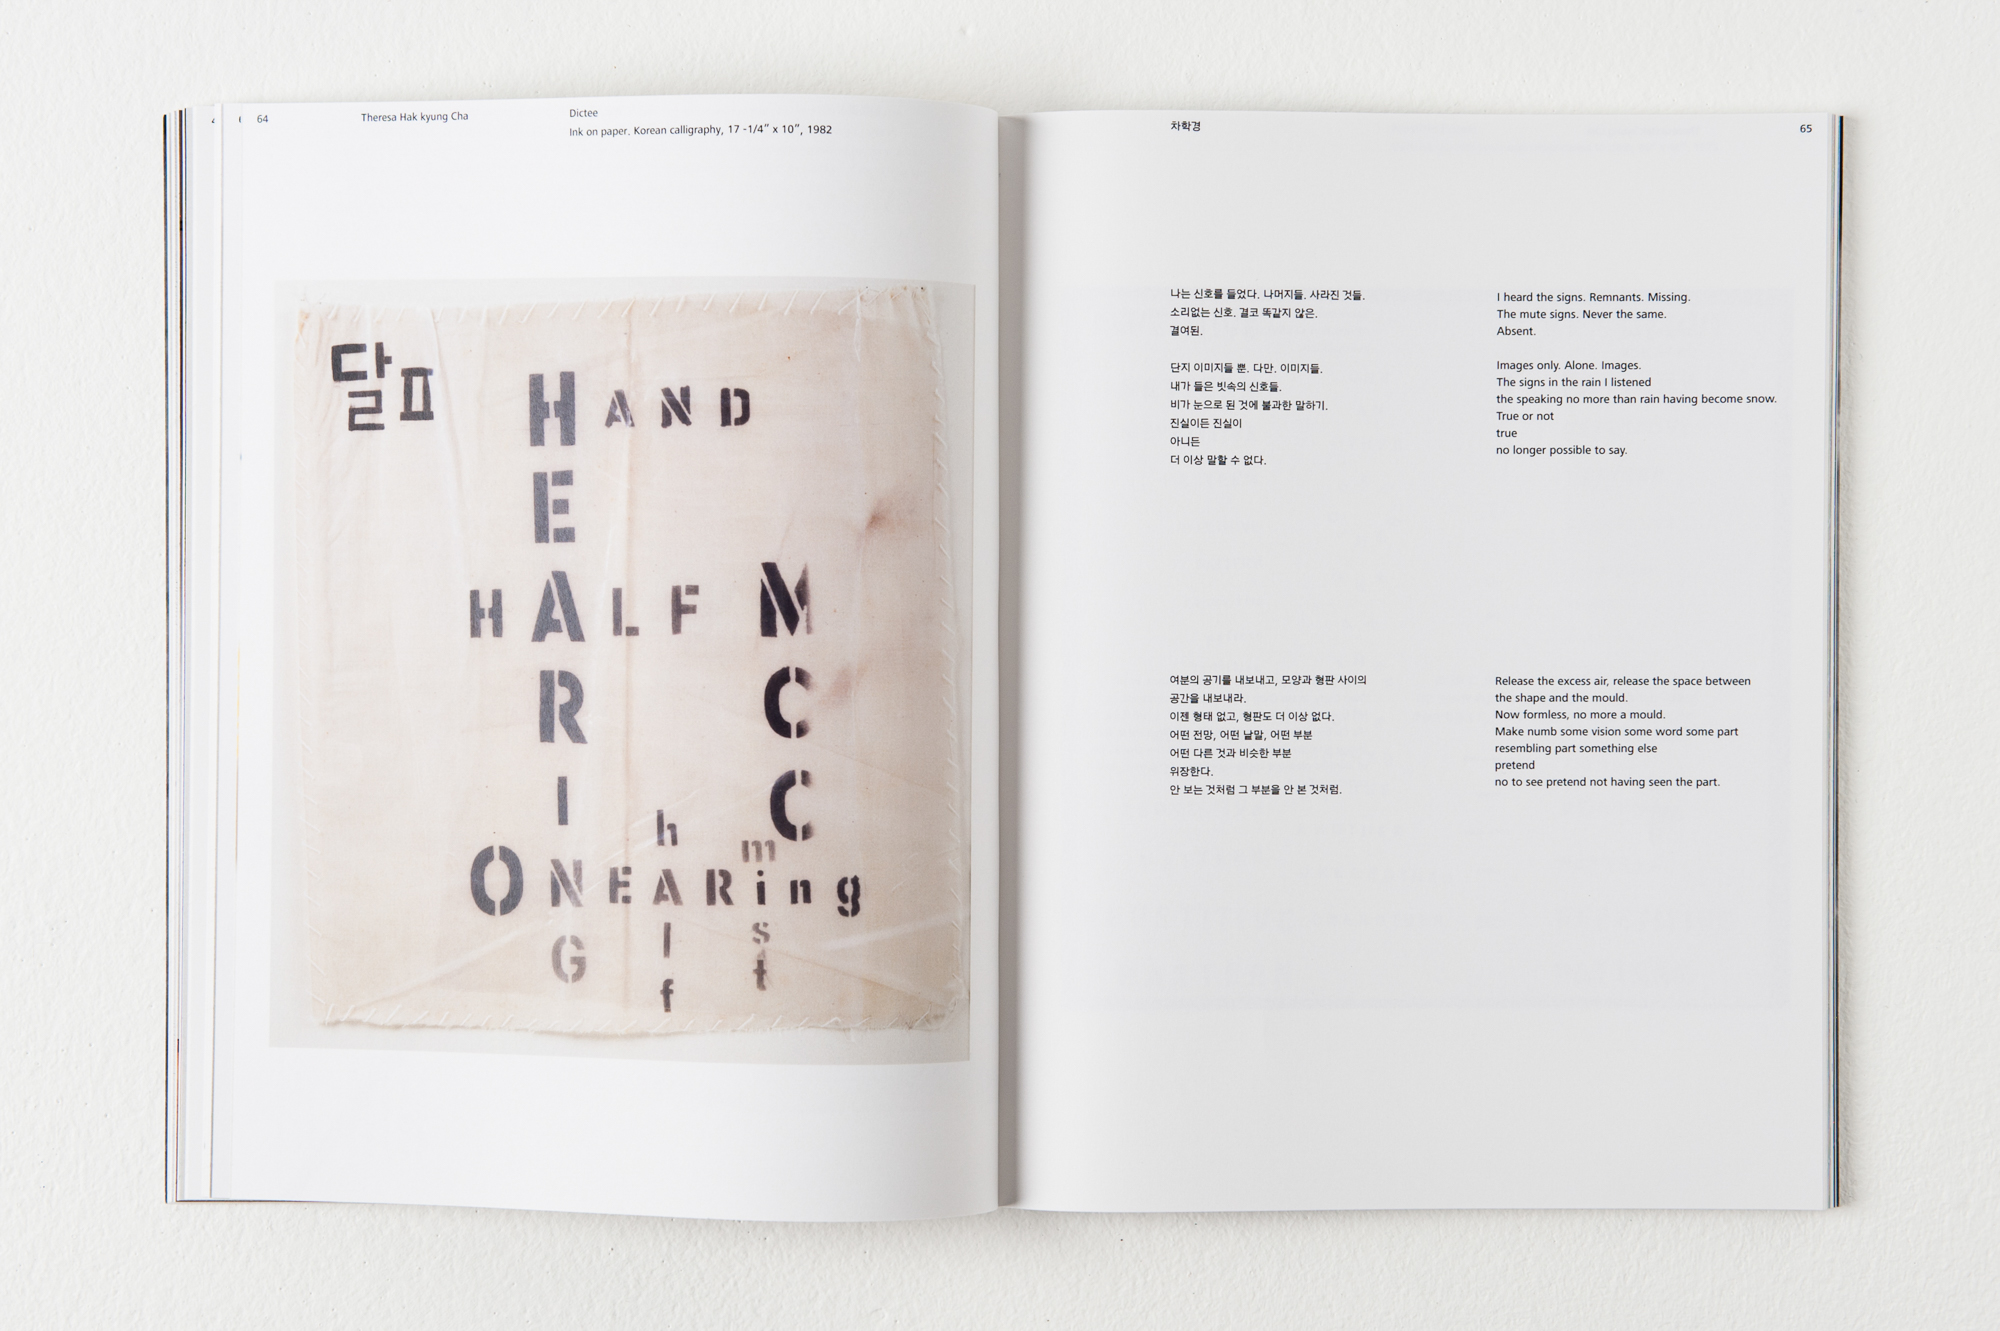 64
Theresa Hak kyung Cha
Dictee
Ink on paper. Korean calligraphy, 17 -1/4” x 10”, 1982
HAND
HEARING
HALF
MCC
ONEARing
hAlf
mist
차학경
65
나는 신호를 들었다. 나머지들. 사라진 것들.
소리없는 신호. 결코 똑같지 않은.
결여된.
단지 이미지들 뿐. 다만. 이미지들.
내가 들은 빗속의 신호들.
비가 눈으로 된 것에 불과한 말하기.
진실이든 진실이
아니든
더 이상 말할 수 없다.
I heard the signs. Remnants. Missing.
The mute signs. Never the same.
Absent.
Images only. Alone. Images.
The signs in the rain I listened
the speaking no more than rain having become snow.
True or not
true
no longer possible to say.
여분의 공기를 내보내고, 모양과 형판 사이의
공간을 내보내라.
이젠 형태 없고, 형판도 더 이상 없다.
어떤 전망, 어떤 낱말, 어떤 부분
어떤 다른 것과 비슷한 부분
위장한다.
안 보는 것처럼 그 부분을 안 본 것처럼.
Release the excess air, release the space between
the shape and the mould.
Now formless, no more a mould.
Make numb some vision some word some part
resembling part something else
pretend
no to see pretend not having seen the part.